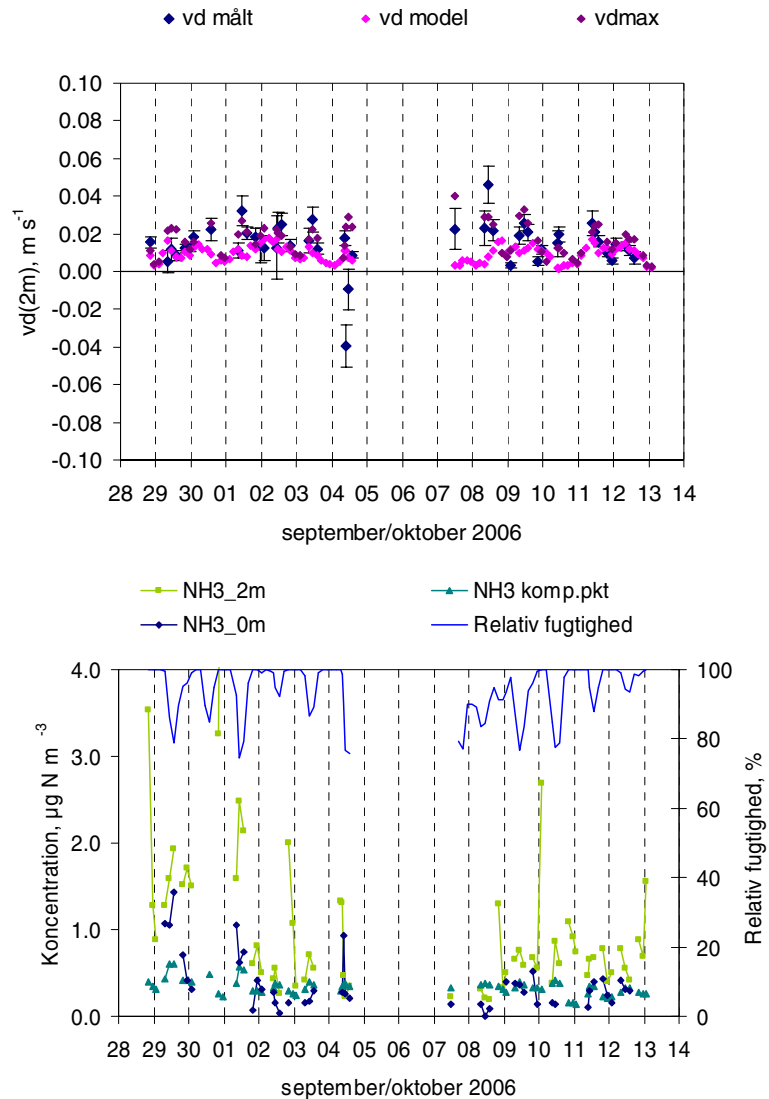 vd målt vd model vdmax
0.10
0.08
0.06
0.04
0.02
0.00
-0.02
-0.04
-0.06
-0.08
-0.10
vd(2m), m s-1
28 29 30 01 02 03 04 05 06 07 08 09 10 11 12 13 14
september/oktober 2006
NH3_2m NH3 komp.pkt
NH3_0m Relativ fugtighed
4.0
3.0
2.0
1.0
0.0
Koncentration, µg N m -3
100
80
60
40
20
0
Relativ fugtighed, %
28 29 30 01 02 03 04 05 06 07 08 09 10 11 12 13 14
september/oktober 2006